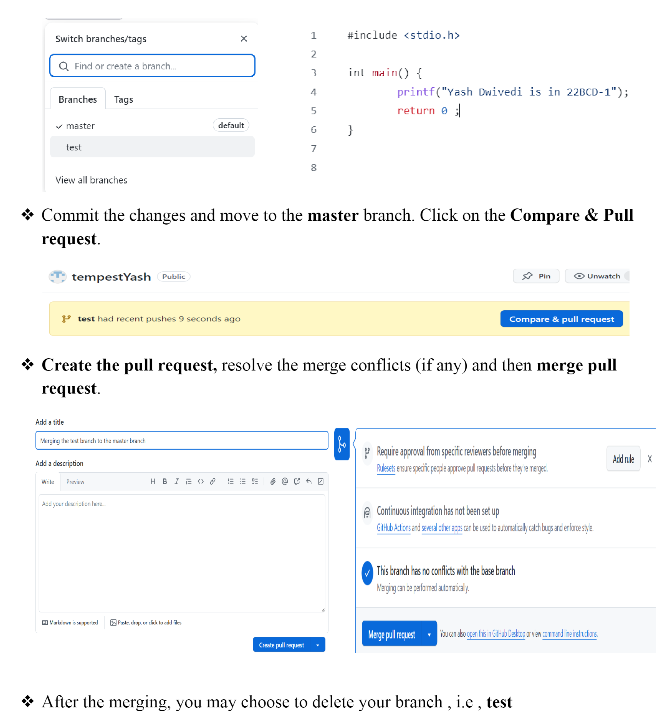 Switch branches/tags
Find or create a branch...
Branches Tags
master default
test
View all branches
1 #include <stdio.h>
2
3 int main() {
4 printf("Yash Dwivedi is in 22BCD-1");
5 return 0 ;
6 }
7
8
❖ Commit the changes and move to the master branch. Click on the Compare & Pull
request.
tempestYash Public
Pin Unwatch
test had recent pushes 9 seconds ago
Compare & pull request
❖ Create the pull request, resolve the merge conflicts (if any) and then merge pull
request.
Add a title
Merging the test branch to the master branch
Add a description
Write Preview
Add your description here...
Markdown is supported Paste, drop, or click to add files
Create pull request
Require approval from specific reviewers before merging
Rulesets ensure specific people approve pull requests before they're merged.
Add rule X
Continuous integration has not been set up
GitHub Actions and several other apps can be used to automatically catch bugs and enforce style.
This branch has no conflicts with the base branch
Merging can be performed automatically.
Merge pull request
You can also open this in GitHub Desktop or view command line instructions.
❖ After the merging, you may choose to delete your branch , i.e , test